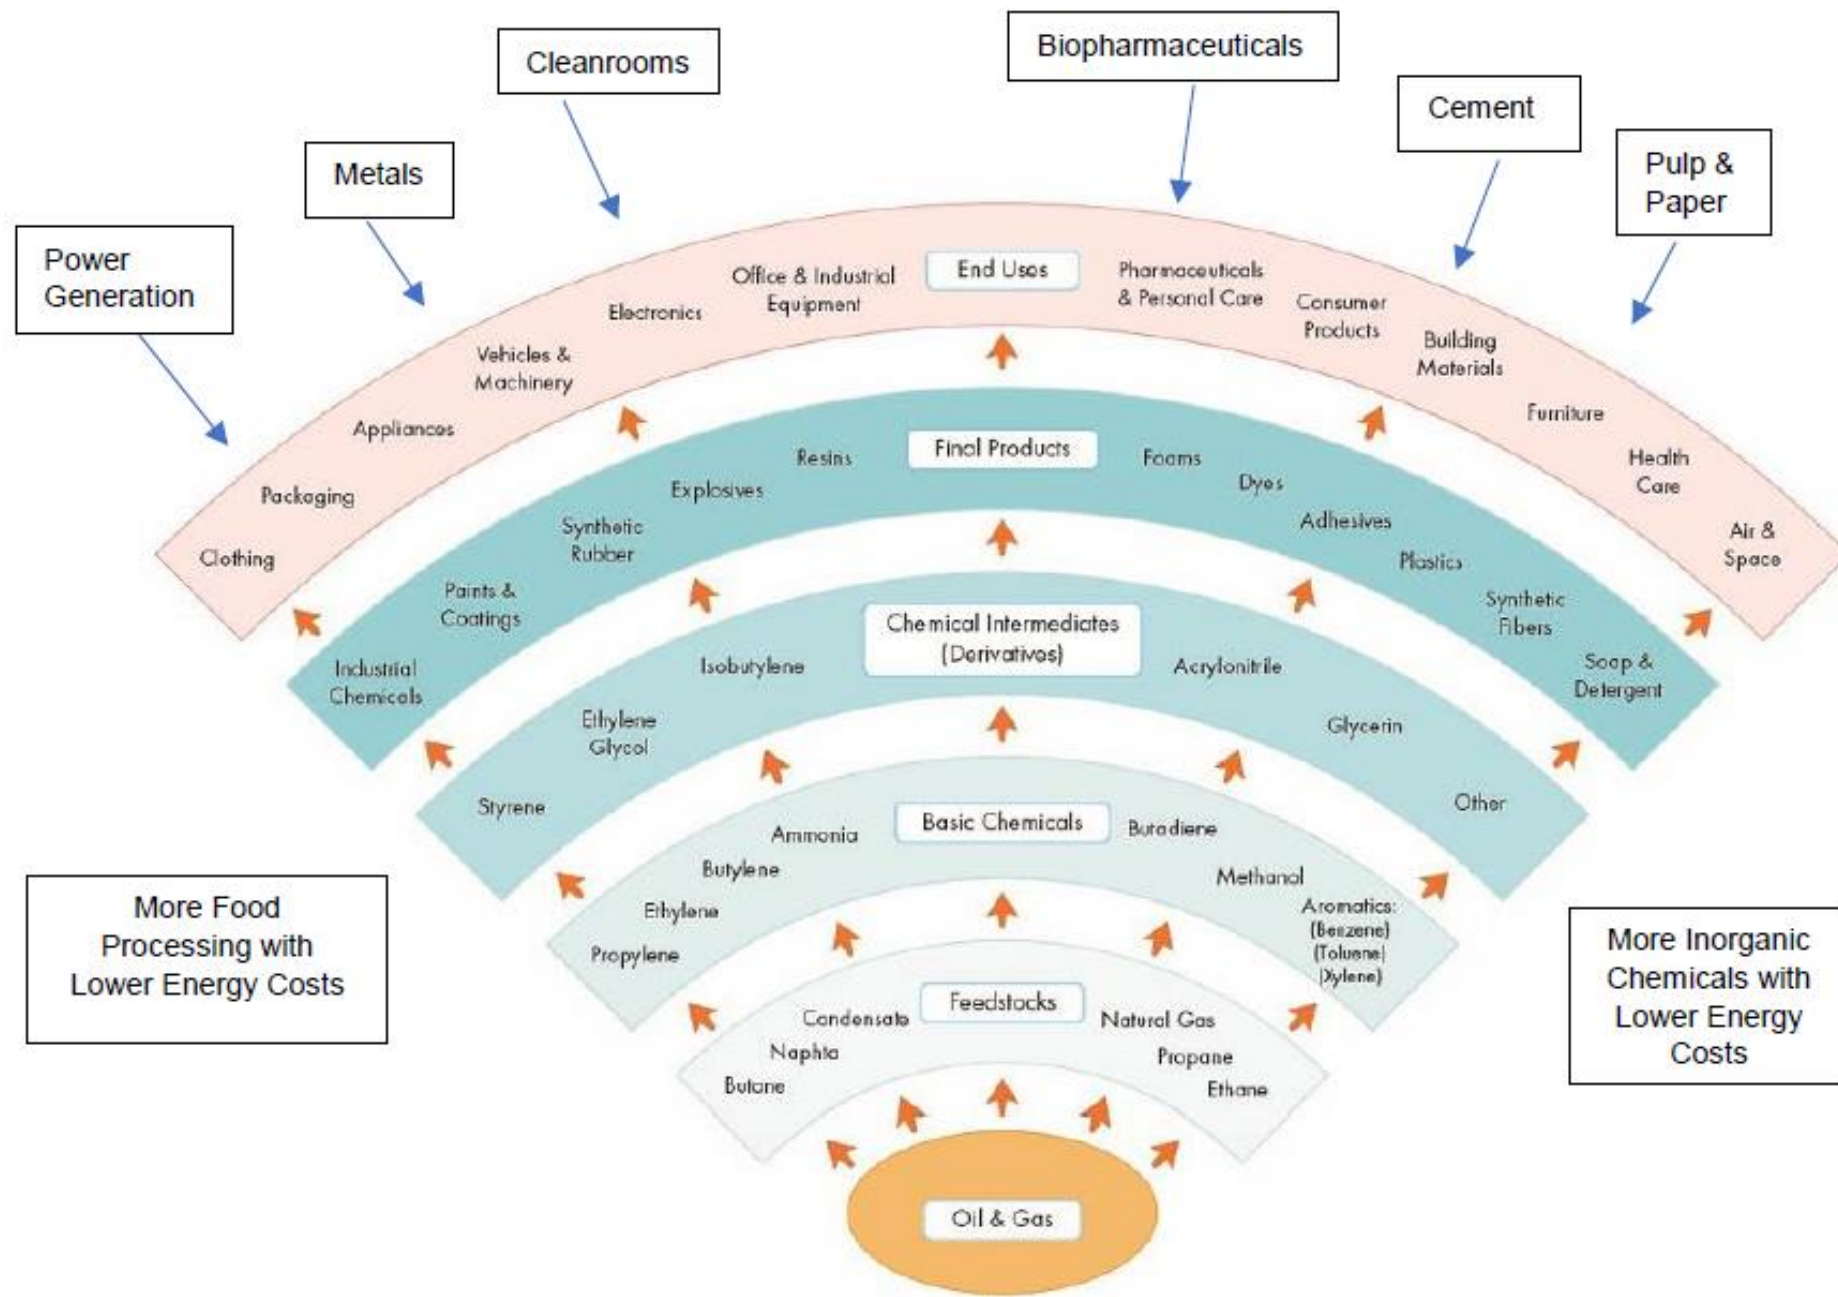 Cleanrooms
Biopharmaceuticals
Cement
Metals
Pulp &
Paper
Power
Generation
End Uses
Clothing
Packaging
Appliances
Vehicles &
Machinery
Electronics
Office & Industrial
Equipment
Pharmaceuticals
& Personal Care
Consumer
Products
Building
Materials
Furniture
Health
Care
Air &
Space
Final Products
Industrial
Chemicals
Paints &
Coatings
Synthetic
Rubber
Explosives
Resins
Foams
Dyes
Adhesives
Plastics
Synthetic
Fibers
Soap &
Detergent
Chemical Intermediates
(Derivatives)
Styrene
Ethylene
Glycol
Isobutylene
Acrylonitrile
Glycerin
Other
Basic Chemicals
Propylene
Ethylene
Butylene
Ammonia
Butadiene
Methanol
Aromatics:
(Benzene)
(Toluene)
(Xylene)
Feedstocks
Butane
Naphta
Condensate
Natural Gas
Propane
Ethane
Oil & Gas
More Food
Processing with
Lower Energy Costs
More Inorganic
Chemicals with
Lower Energy
Costs